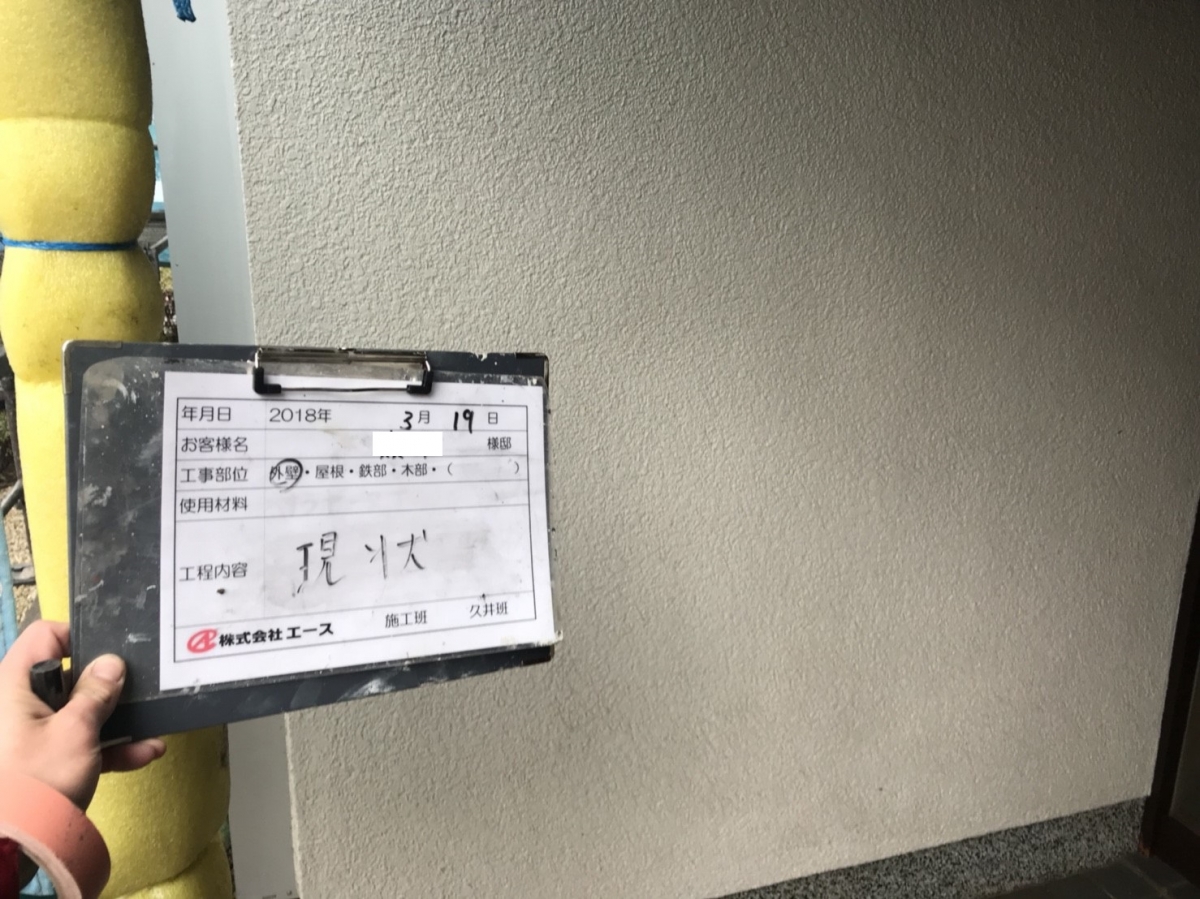 年月日 2018年 3月 19日
お客様名 様邸
工事部位 外壁・屋根・鉄部・木部・( )
使用材料
工程内容 現状
施工班 久井班
株式会社エース